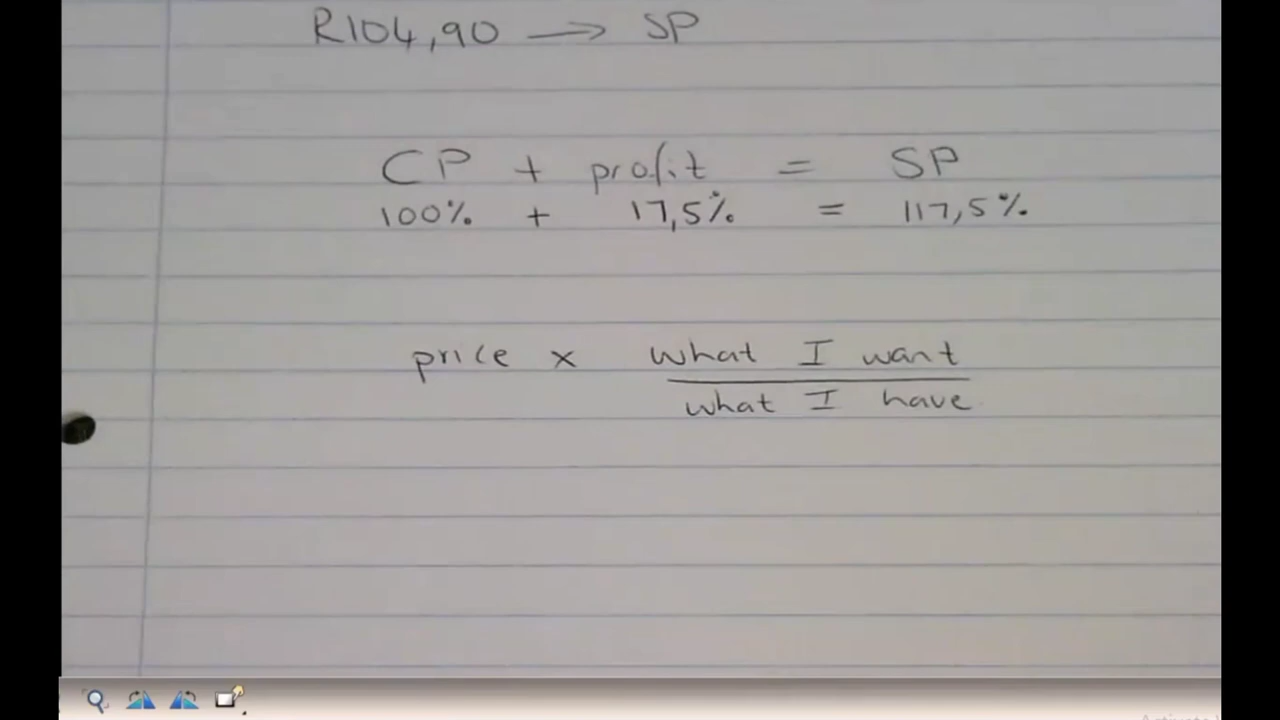 R104,90 → SP
CP + profit = SP
100% + 17,5% = 117,5%
price x what I want
what I have